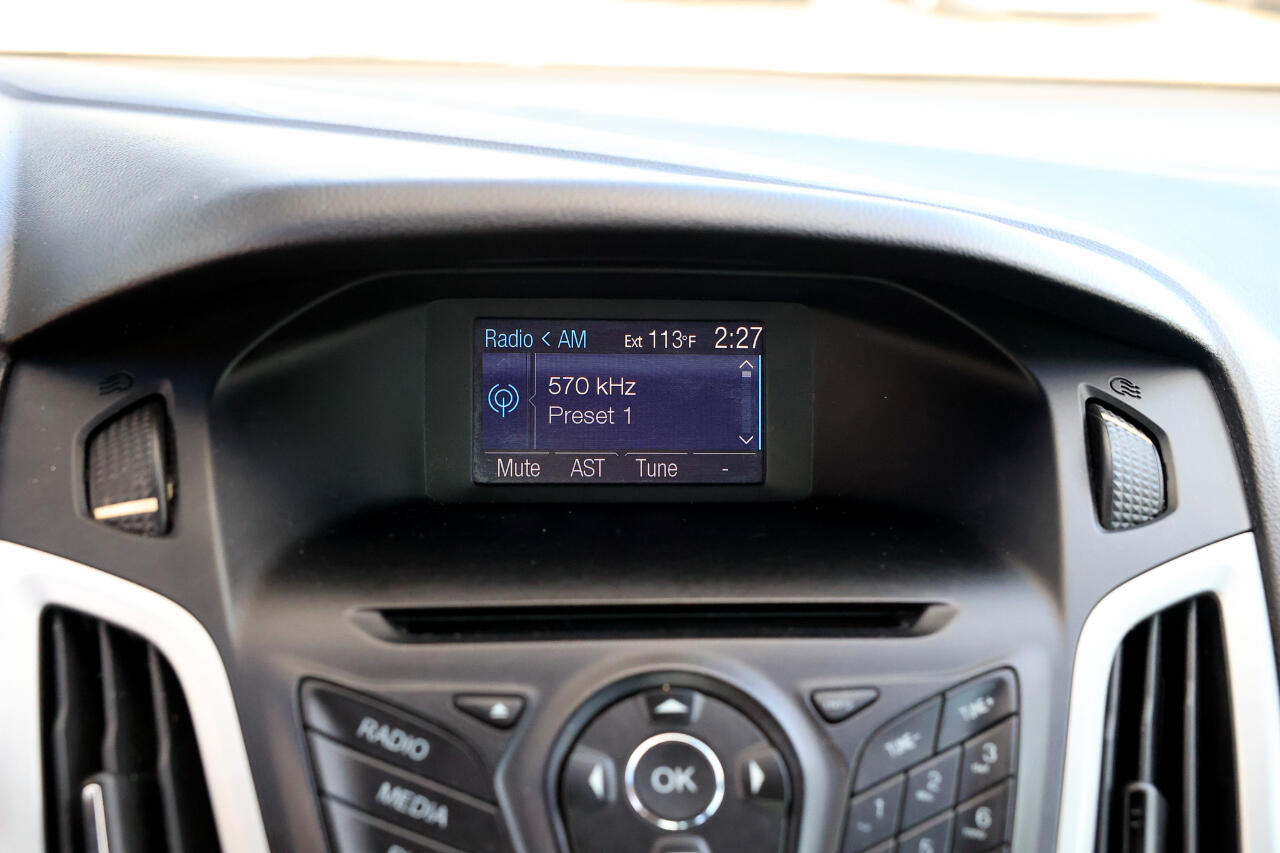 Radio < AM Ext 113°F 2:27
570 kHz
Preset 1
Mute AST Tune -
RADIO
MEDIA
OK
TUNE-
TUNE+
1 2 3
6